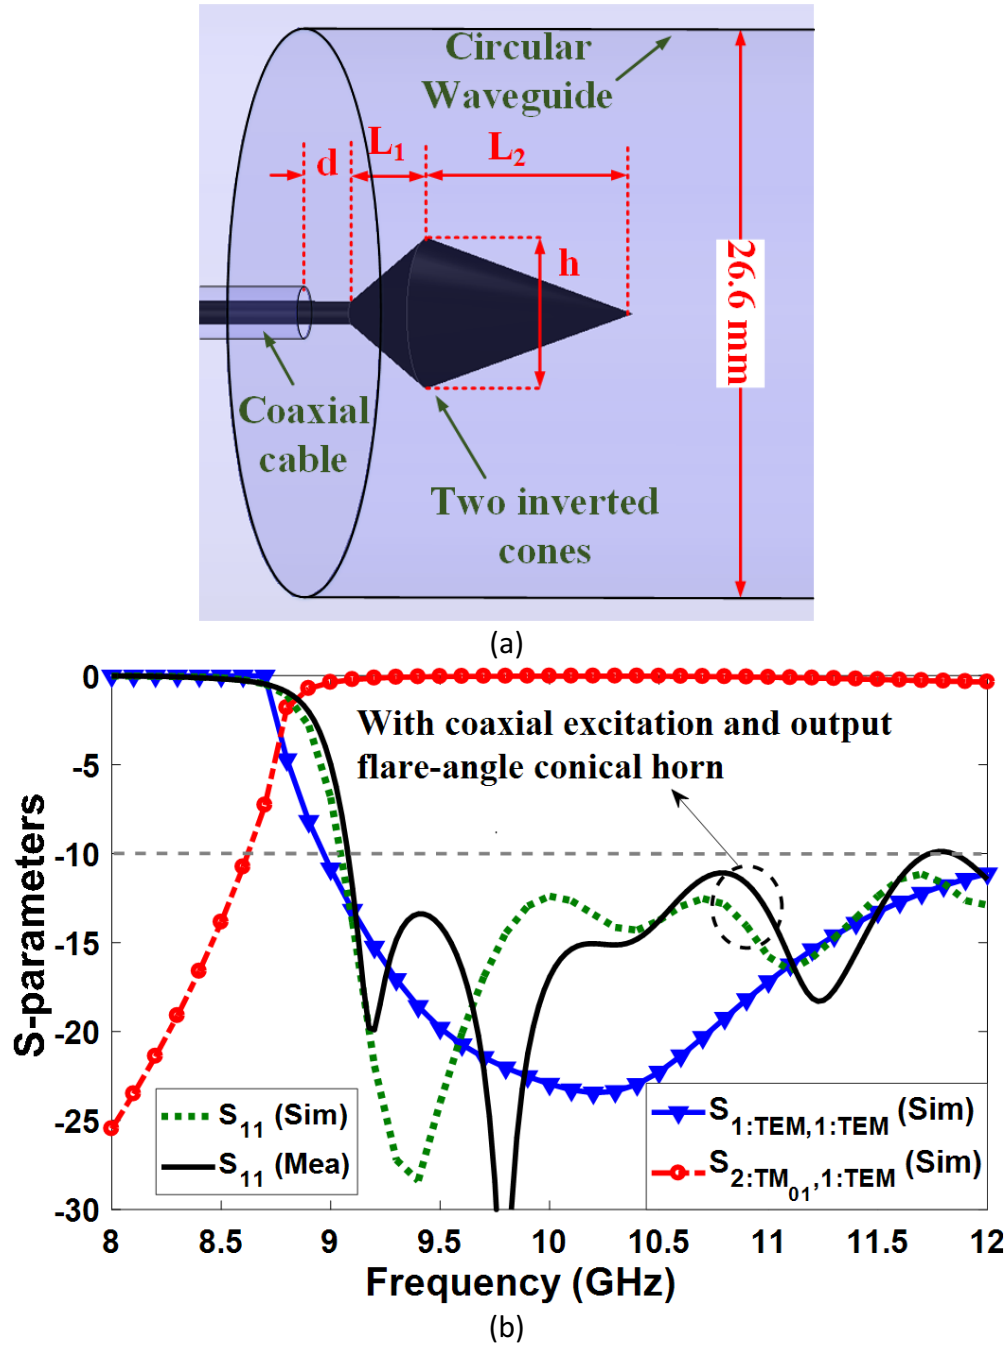 Circular
Waveguide
d
L₁
L₂
h
26.6 mm
Coaxial
cable
Two inverted
cones
(a)
With coaxial excitation and output
flare-angle conical horn
S-parameters
0
-5
-10
-15
-20
-25
-30
S₁₁ (Sim)
S₁₁ (Mea)
S1:TEM,1:TEM (Sim)
S2:TM01,1:TEM (Sim)
8 8.5 9 9.5 10 10.5 11 11.5 12
Frequency (GHz)
(b)